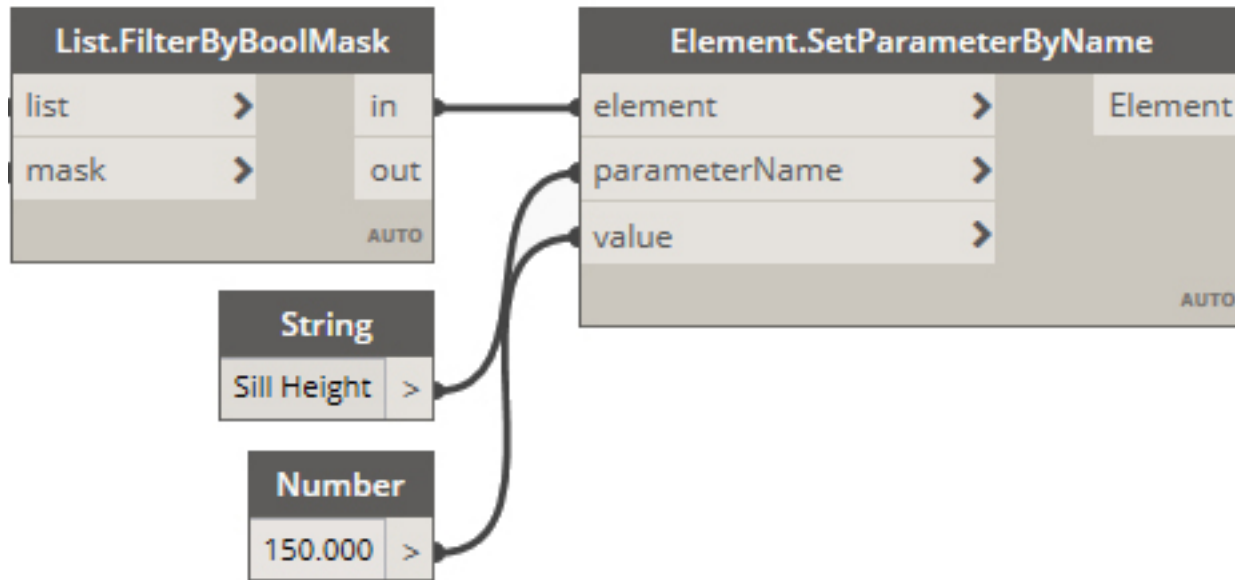 List.FilterByBoolMask
list > in
mask > out
AUTO
Element.SetParameterByName
element > Element
parameterName >
value >
AUTO
String
Sill Height >
Number
150.000 >